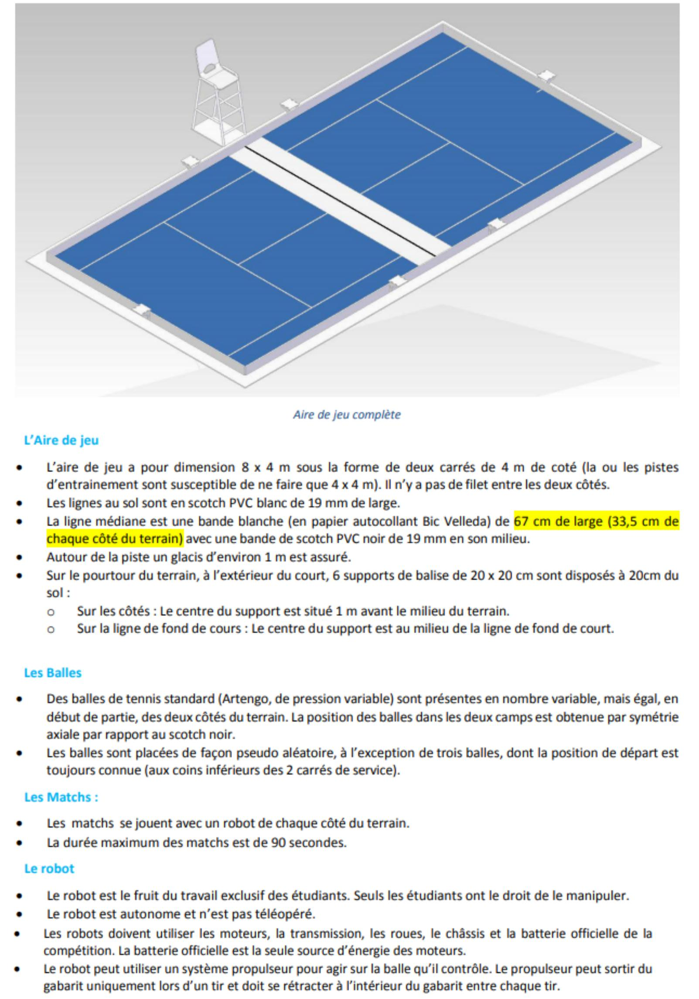 Aire de jeu complète
L'Aire de jeu
• L'aire de jeu a pour dimension 8 x 4 m sous la forme de deux carrés de 4 m de coté (la ou les pistes
d'entrainement sont susceptible de ne faire que 4 x 4 m). Il n'y a pas de filet entre les deux côtés.
• Les lignes au sol sont en scotch PVC blanc de 19 mm de large.
• La ligne médiane est une bande blanche (en papier autocollant Bic Velleda) de 67 cm de large (33,5 cm de
chaque côté du terrain) avec une bande de scotch PVC noir de 19 mm en son milieu.
• Autour de la piste un glacis d'environ 1 m est assuré.
• Sur le pourtour du terrain, à l'extérieur du court, 6 supports de balise de 20 x 20 cm sont disposés à 20cm du
sol :
o Sur les côtés : Le centre du support est situé 1 m avant le milieu du terrain.
o Sur la ligne de fond de cours : Le centre du support est au milieu de la ligne de fond de court.
Les Balles
• Des balles de tennis standard (Artengo, de pression variable) sont présentes en nombre variable, mais égal, en
début de partie, des deux côtés du terrain. La position des balles dans les deux camps est obtenue par symétrie
axiale par rapport au scotch noir.
• Les balles sont placées de façon pseudo aléatoire, à l'exception de trois balles, dont la position de départ est
toujours connue (aux coins inférieurs des 2 carrés de service).
Les Matchs :
• Les matchs se jouent avec un robot de chaque côté du terrain.
• La durée maximum des matchs est de 90 secondes.
Le robot
• Le robot est le fruit du travail exclusif des étudiants. Seuls les étudiants ont le droit de le manipuler.
• Le robot est autonome et n'est pas téléopéré.
• Les robots doivent utiliser les moteurs, la transmission, les roues, le châssis et la batterie officielle de la
compétition. La batterie officielle est la seule source d'énergie des moteurs.
• Le robot peut utiliser un système propulseur pour agir sur la balle qu'il contrôle. Le propulseur peut sortir du
gabarit uniquement lors d'un tir et doit se rétracter à l'intérieur du gabarit entre chaque tir.